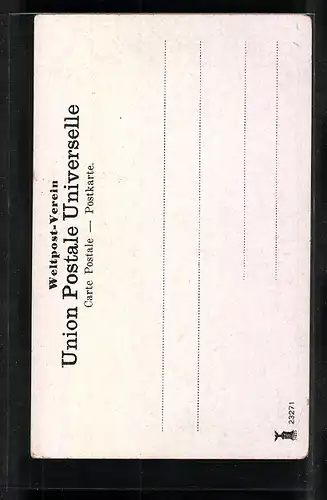 Weltpost-Verein
Union Postale Universelle
Carte Postale — Postkarte.
23271